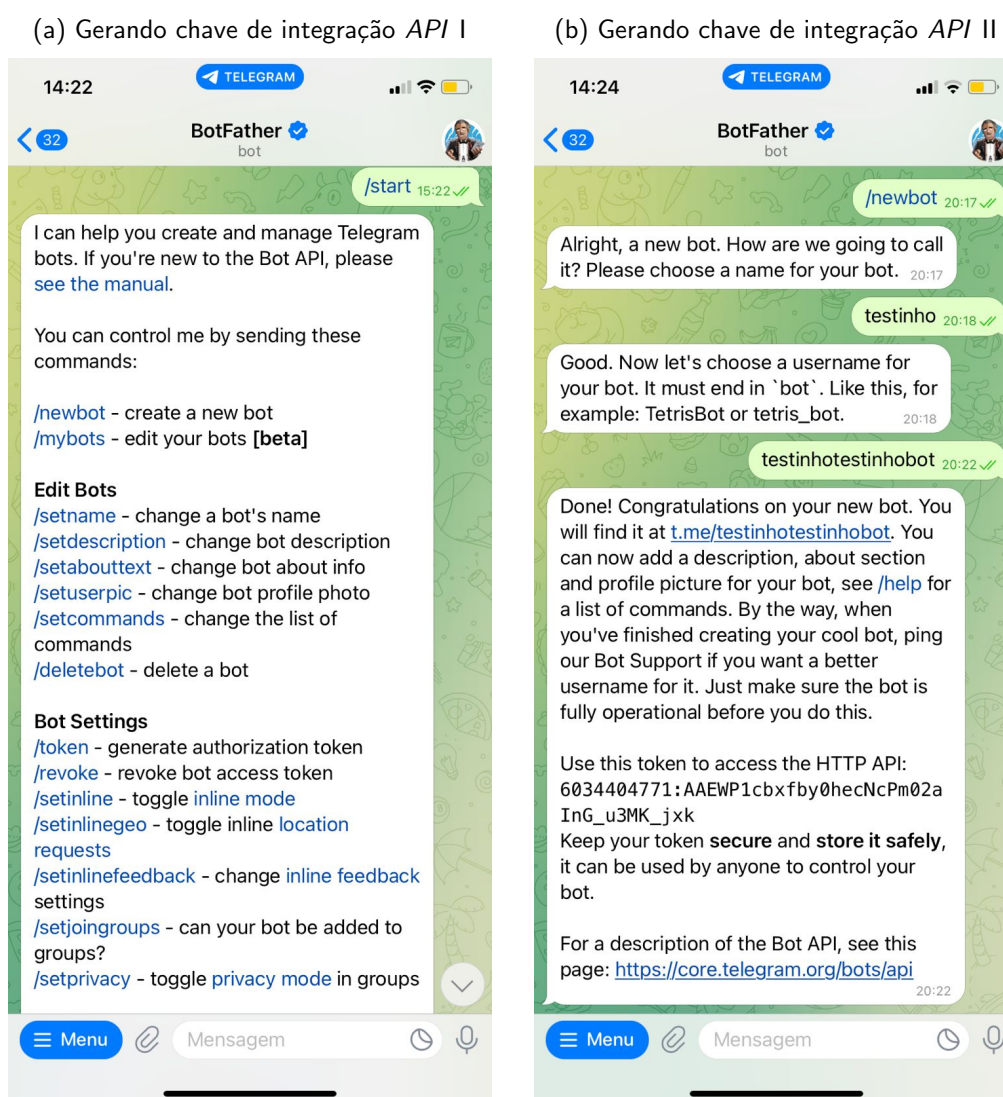 (a) Gerando chave de integração API I
14:22
TELEGRAM
32
BotFather
bot
/start 15:22
I can help you create and manage Telegram
bots. If you're new to the Bot API, please
see the manual.
You can control me by sending these
commands:
/newbot - create a new bot
/mybots - edit your bots [beta]
Edit Bots
/setname - change a bot's name
/setdescription - change bot description
/setabouttext - change bot about info
/setuserpic - change bot profile photo
/setcommands - change the list of
commands
/deletebot - delete a bot
Bot Settings
/token - generate authorization token
/revoke - revoke bot access token
/setinline - toggle inline mode
/setinlinegeo - toggle inline location
requests
/setinlinefeedback - change inline feedback
settings
/setjoingroups - can your bot be added to
groups?
/setprivacy - toggle privacy mode in groups
Menu
Mensagem
(b) Gerando chave de integração API II
14:24
TELEGRAM
32
BotFather
bot
/newbot 20:17
Alright, a new bot. How are we going to call
it? Please choose a name for your bot. 20:17
testinho 20:18
Good. Now let's choose a username for
your bot. It must end in `bot`. Like this, for
example: TetrisBot or tetris_bot. 20:18
testinhotestinhobot 20:22
Done! Congratulations on your new bot. You
will find it at t.me/testinhotestinhobot. You
can now add a description, about section
and profile picture for your bot, see /help for
a list of commands. By the way, when
you've finished creating your cool bot, ping
our Bot Support if you want a better
username for it. Just make sure the bot is
fully operational before you do this.
Use this token to access the HTTP API:
6034404771:AAEWP1cbxfby0hecNcPm02a
InG_u3MK_jxk
Keep your token secure and store it safely,
it can be used by anyone to control your
bot.
For a description of the Bot API, see this
page: https://core.telegram.org/bots/api
20:22
Menu
Mensagem